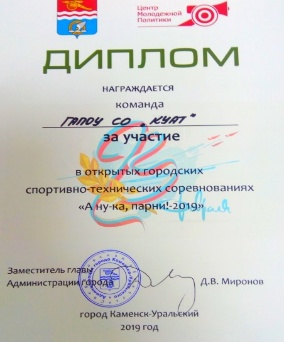 Центр
Молодёжной
Политики
ДИПЛОМ
НАГРАЖДАЕТСЯ
команда
ГАПОУ СО „КУАТ"
за участие
в открытых городских
спортивно-технических соревнованиях
«А ну-ка, парни!-2019»
Заместитель главы
Администрации города
Д.В. Миронов
город Каменск-Уральский
2019 год